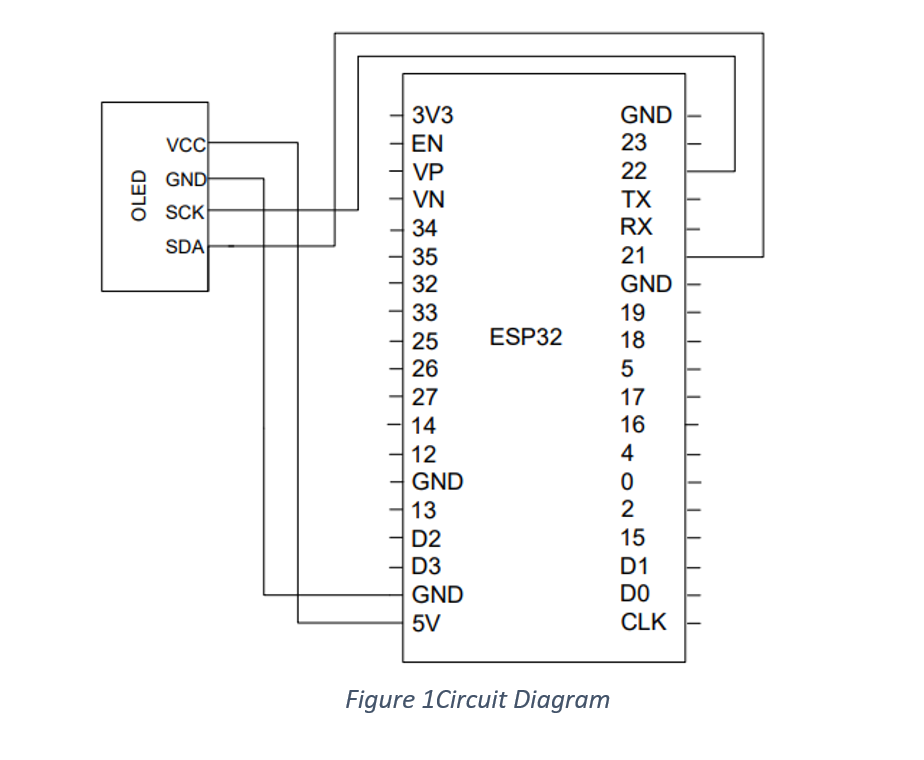 OLED
VCC
GND
SCK
SDA
3V3
EN
VP
VN
34
35
32
33
25
26
27
14
12
GND
13
D2
D3
GND
5V
ESP32
GND
23
22
TX
RX
21
GND
19
18
5
17
16
4
0
2
15
D1
D0
CLK
Figure 1Circuit Diagram